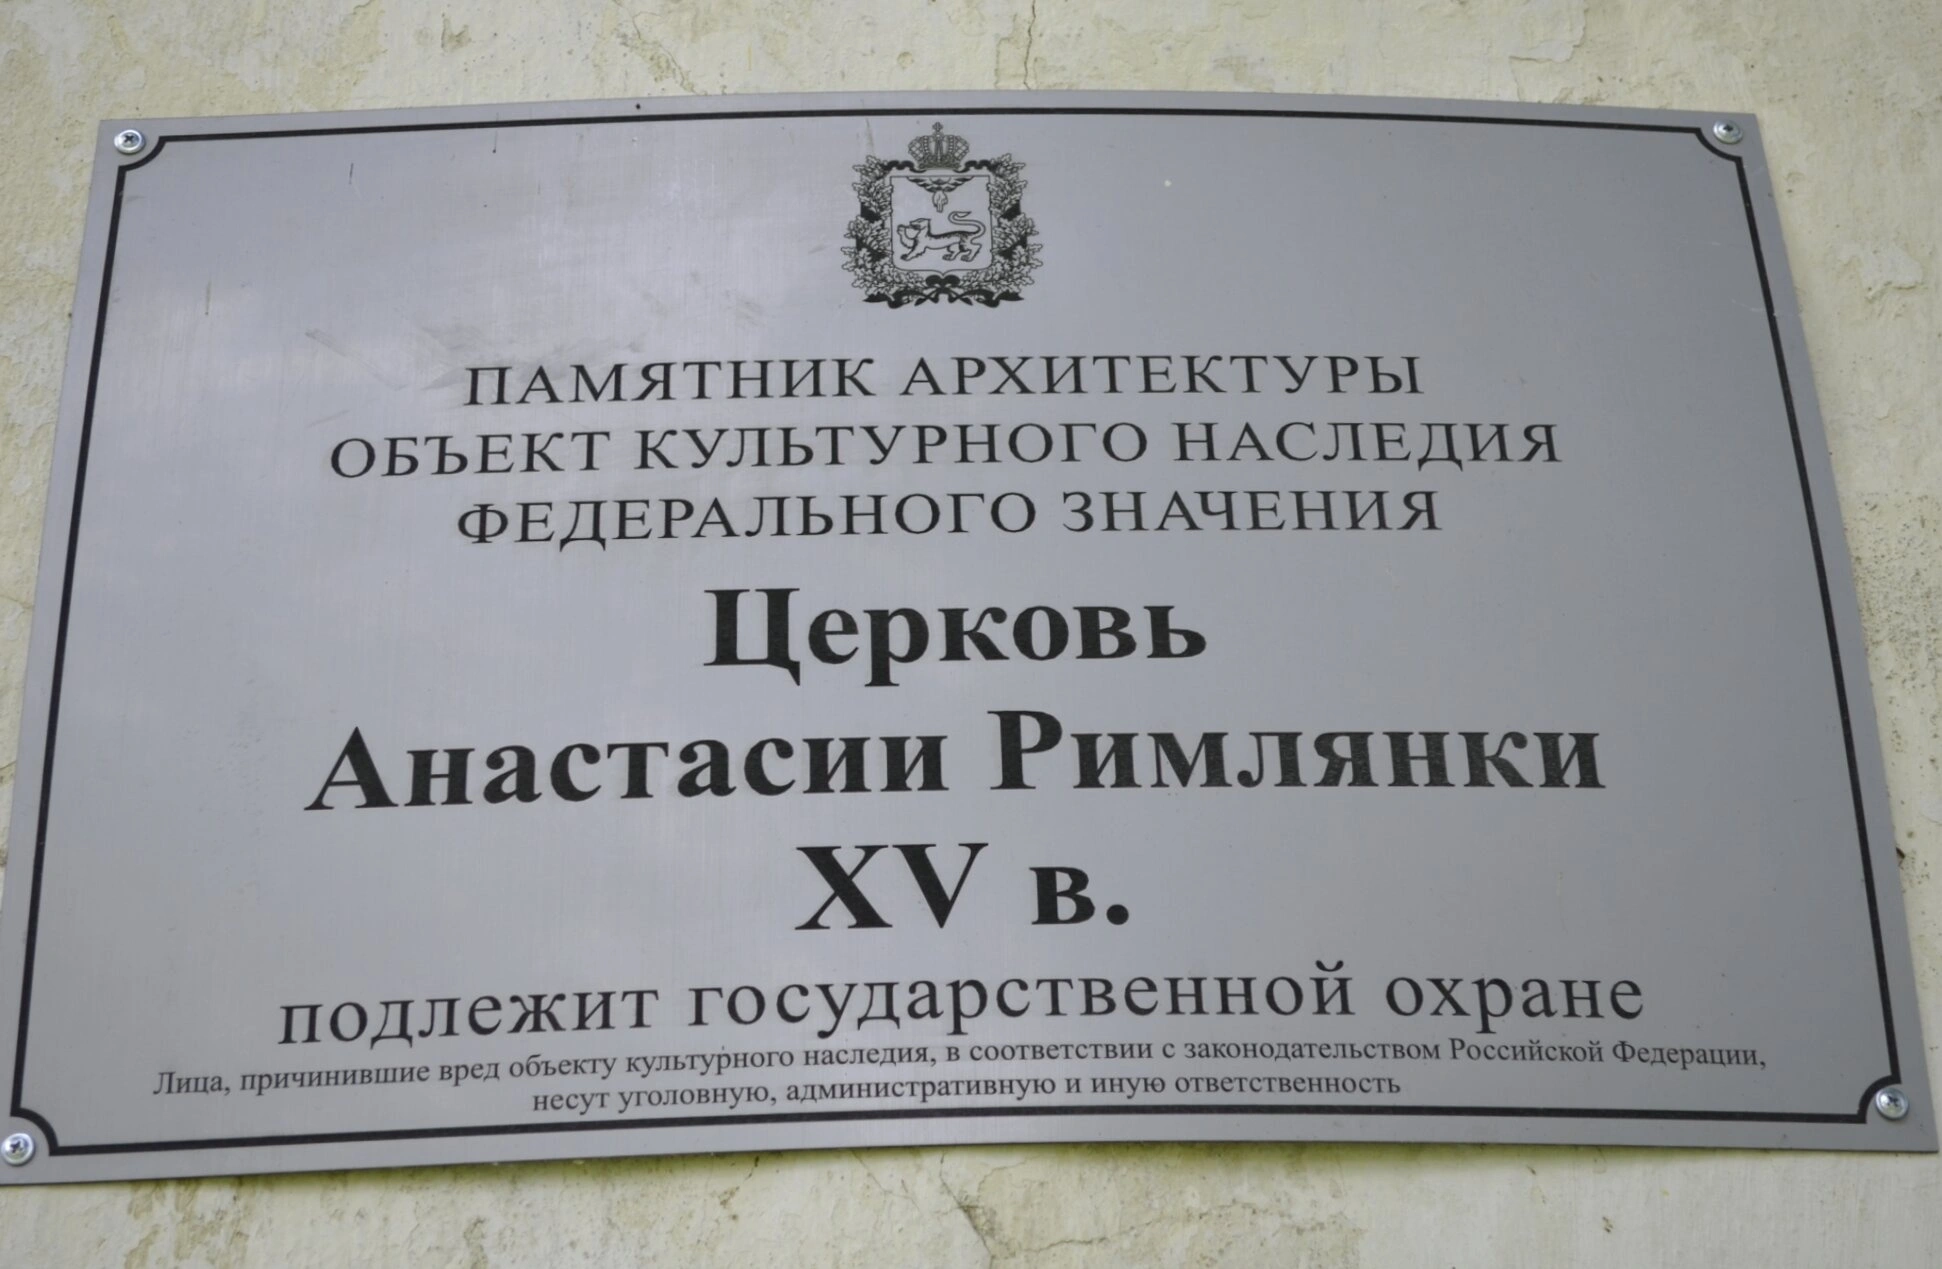 ПАМЯТНИК АРХИТЕКТУРЫ
ОБЪЕКТ КУЛЬТУРНОГО НАСЛЕДИЯ
ФЕДЕРАЛЬНОГО ЗНАЧЕНИЯ
Церковь
Анастасии Римлянки
XV в.
подлежит государственной охране
Лица, причинившие вред объекту культурного наследия, в соответствии с законодательством Российской Федерации,
несут уголовную, административную и иную ответственность